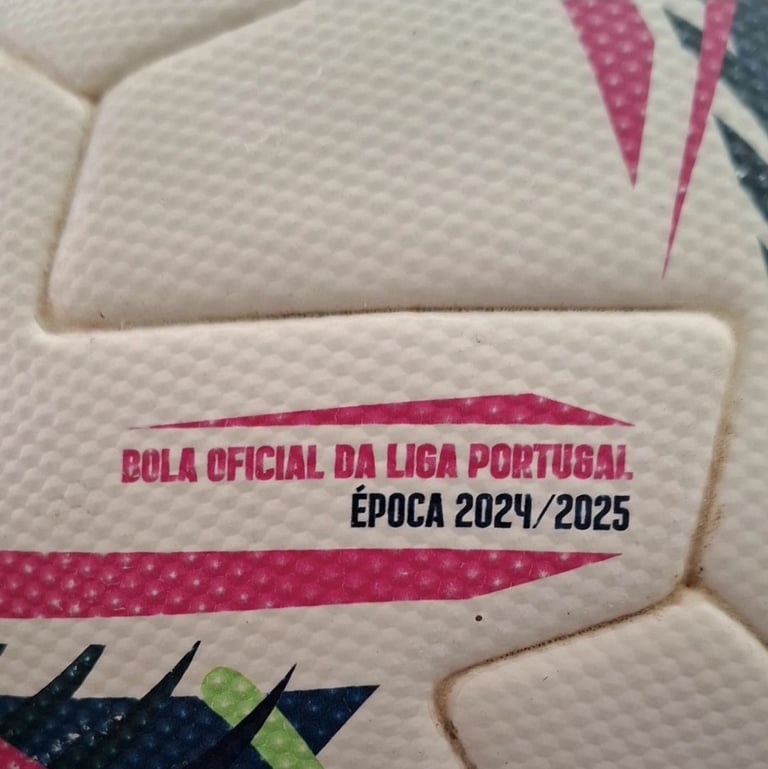 BOLA OFICIAL DA LIGA PORTUGAL
ÉPOCA 2024/2025